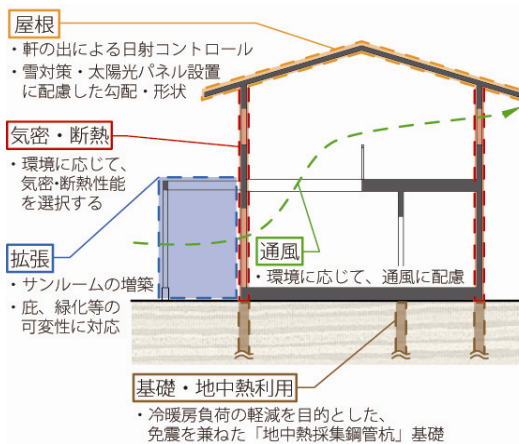 屋根
・軒の出による日射コントロール
・雪対策・太陽光パネル設置
に配慮した勾配・形状
気密・断熱
・環境に応じて、
気密・断熱性能
を選択する
拡張
・サンルームの増築
・庇、緑化等の
可変性に対応
通風
・環境に応じて、通風に配慮
基礎・地中熱利用
・冷暖房負荷の軽減を目的とした、
免震を兼ねた「地中熱採集鋼管杭」基礎